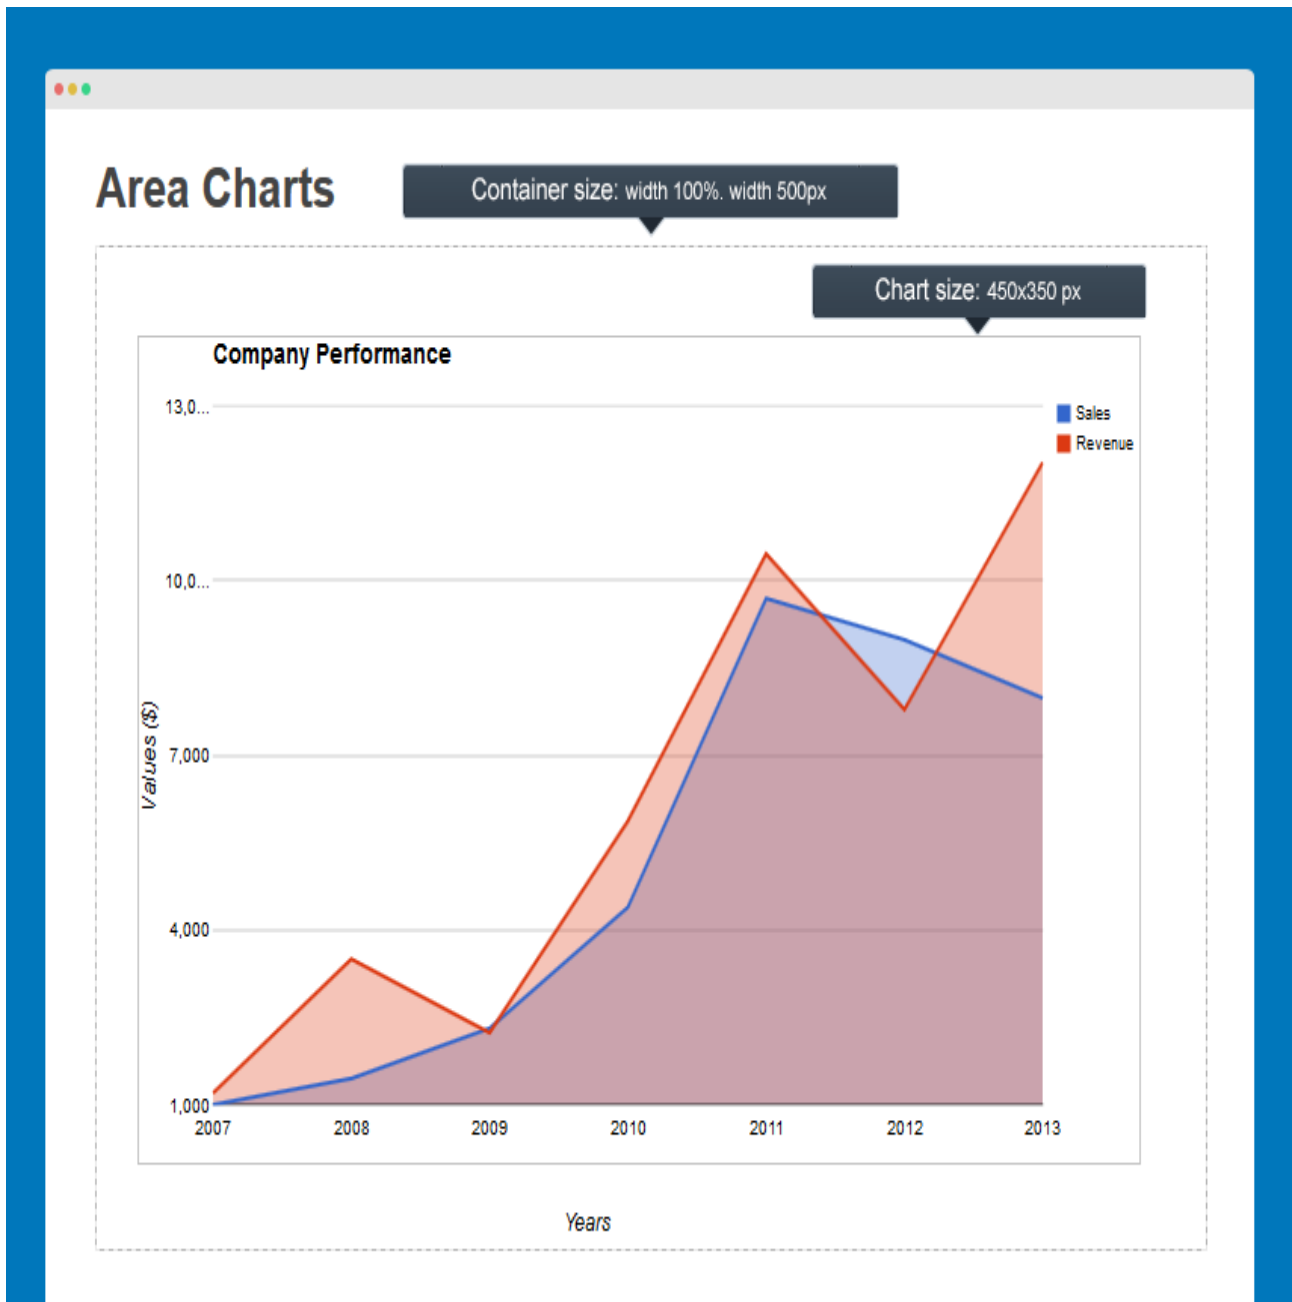 Area Charts
Container size: width 100%. width 500px
Chart size: 450x350 px
Company Performance
13,0...
Sales
Revenue
10,0...
Values ($)
7,000
4,000
1,000
2007 2008 2009 2010 2011 2012 2013
Years